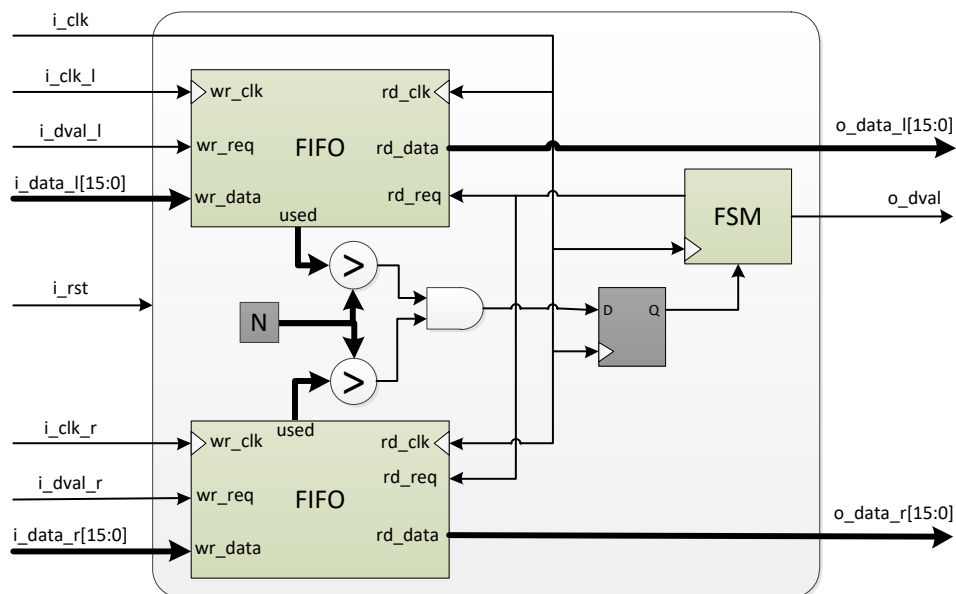 i_clk
i_clk_l
wr_clk
rd_clk
i_dval_l
wr_req
FIFO
rd_data
o_data_l[15:0]
i_data_l[15:0]
wr_data
rd_req
used
FSM
o_dval
>
i_rst
N
D
Q
>
used
i_clk_r
wr_clk
rd_clk
rd_req
i_dval_r
wr_req
FIFO
i_data_r[15:0]
wr_data
rd_data
o_data_r[15:0]